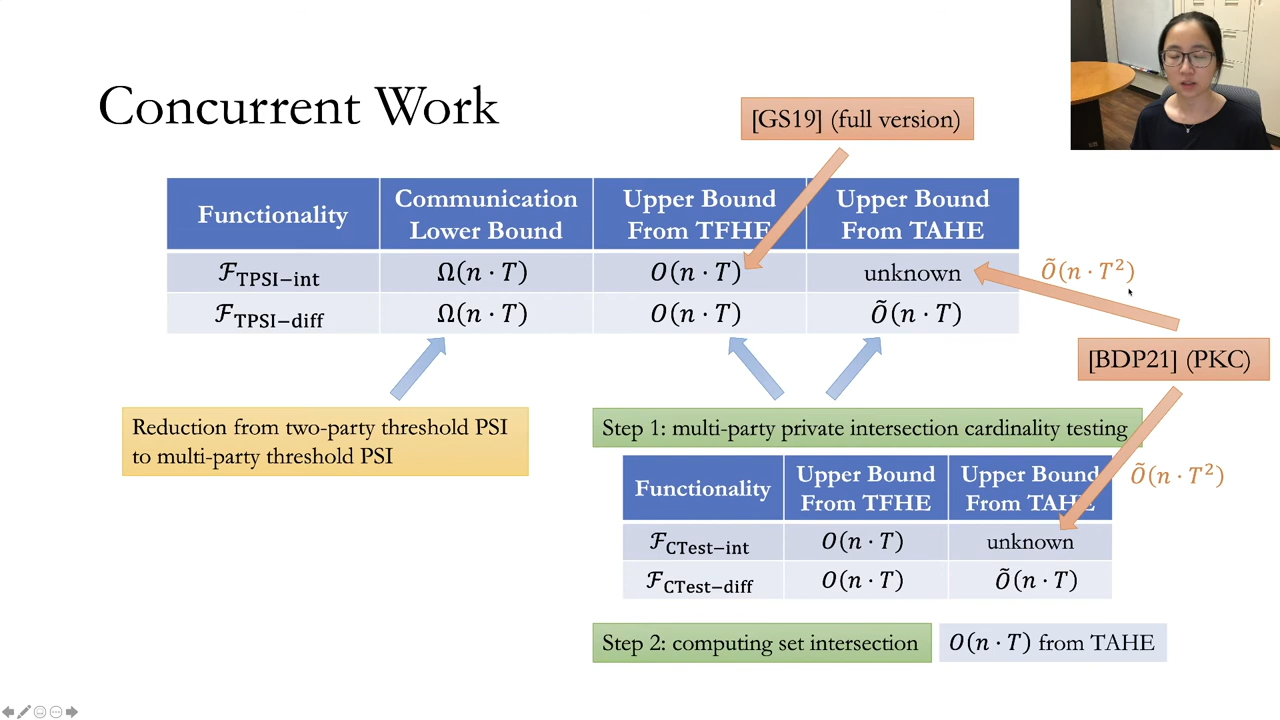 Concurrent Work
[GS19] (full version)
Functionality
Communication
Lower Bound
Upper Bound
From TFHE
Upper Bound
From TAHE
ℱTPSI−int
Ω(n · T)
O(n · T)
unknown
Õ(n · T²)
ℱTPSI−diff
Ω(n · T)
O(n · T)
Õ(n · T)
[BDP21] (PKC)
Reduction from two-party threshold PSI
to multi-party threshold PSI
Step 1: multi-party private intersection cardinality testing
Functionality
Upper Bound
From TFHE
Upper Bound
From TAHE
Õ(n · T²)
ℱCTest−int
O(n · T)
unknown
ℱCTest−diff
O(n · T)
Õ(n · T)
Step 2: computing set intersection
O(n · T) from TAHE